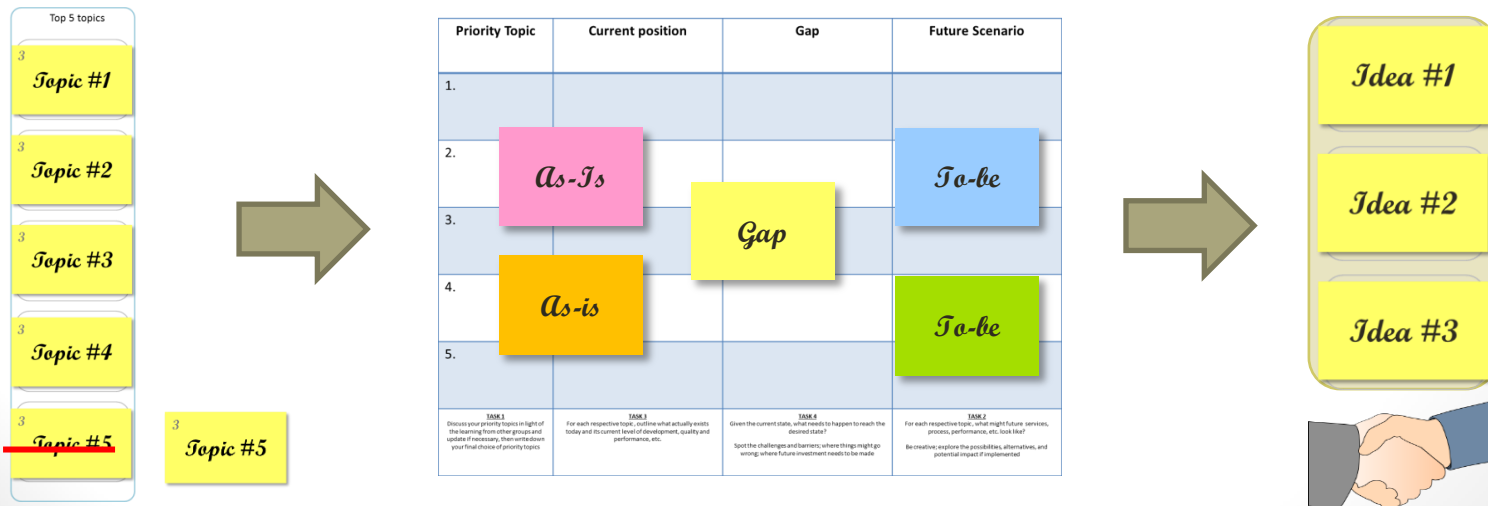 Top 5 topics
3
Topic #1
3
Topic #2
3
Topic #3
3
Topic #4
3
Topic #5
3
Topic #5
Priority Topic
Current position
Gap
Future Scenario
1.
2.
3.
4.
5.
As-Is
As-is
Gap
To-be
To-be
TASK 1
Discuss your priority topics in light of
the learning from other groups and
update if necessary, then write down
your final choice of priority topics
TASK 3
For each respective topic, outline what actually exists
today and its current level of development, quality and
performance, etc.
TASK 4
Given the current state, what needs to happen to reach the
desired state?
Spot the challenges and barriers; where things might go
wrong; where future investment needs to be made
TASK 2
For each respective topic, what might future services,
process, performance, etc. look like?
Be creative; explore the possibilities, alternatives, and
potential impact if implemented
Idea #1
Idea #2
Idea #3